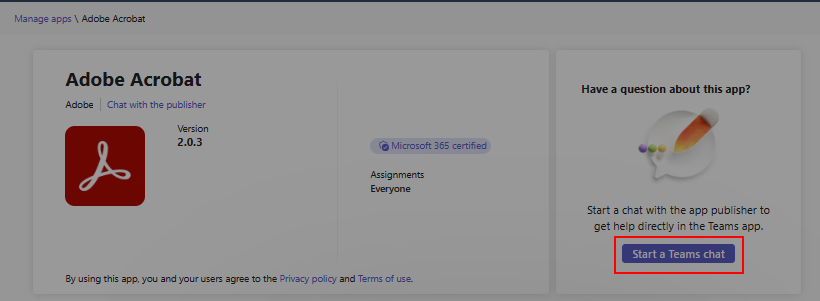 Manage apps \ Adobe Acrobat
Adobe Acrobat
Adobe | Chat with the publisher
Version
2.0.3
Microsoft 365 certified
Assignments
Everyone
By using this app, you and your users agree to the Privacy policy and Terms of use.
Have a question about this app?
Start a chat with the app publisher to
get help directly in the Teams app.
Start a Teams chat